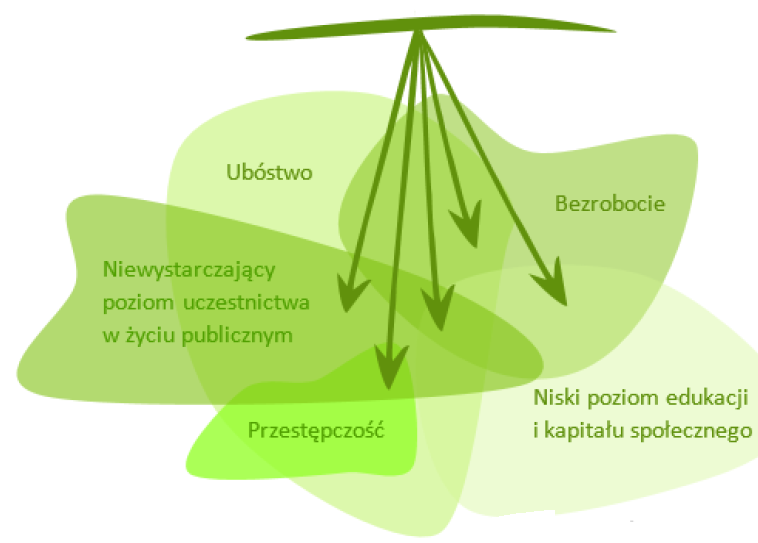 Ubóstwo
Bezrobocie
Niewystarczający
poziom uczestnictwa
w życiu publicznym
Niski poziom edukacji
i kapitału społecznego
Przestępczość